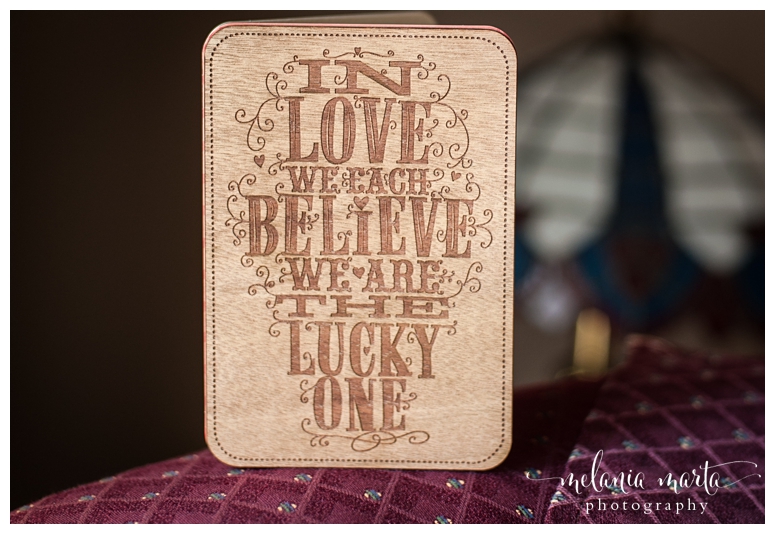 IN
LOVE
WE EACH
BELIEVE
WE ARE
THE
LUCKY
ONE
melania marta
photography